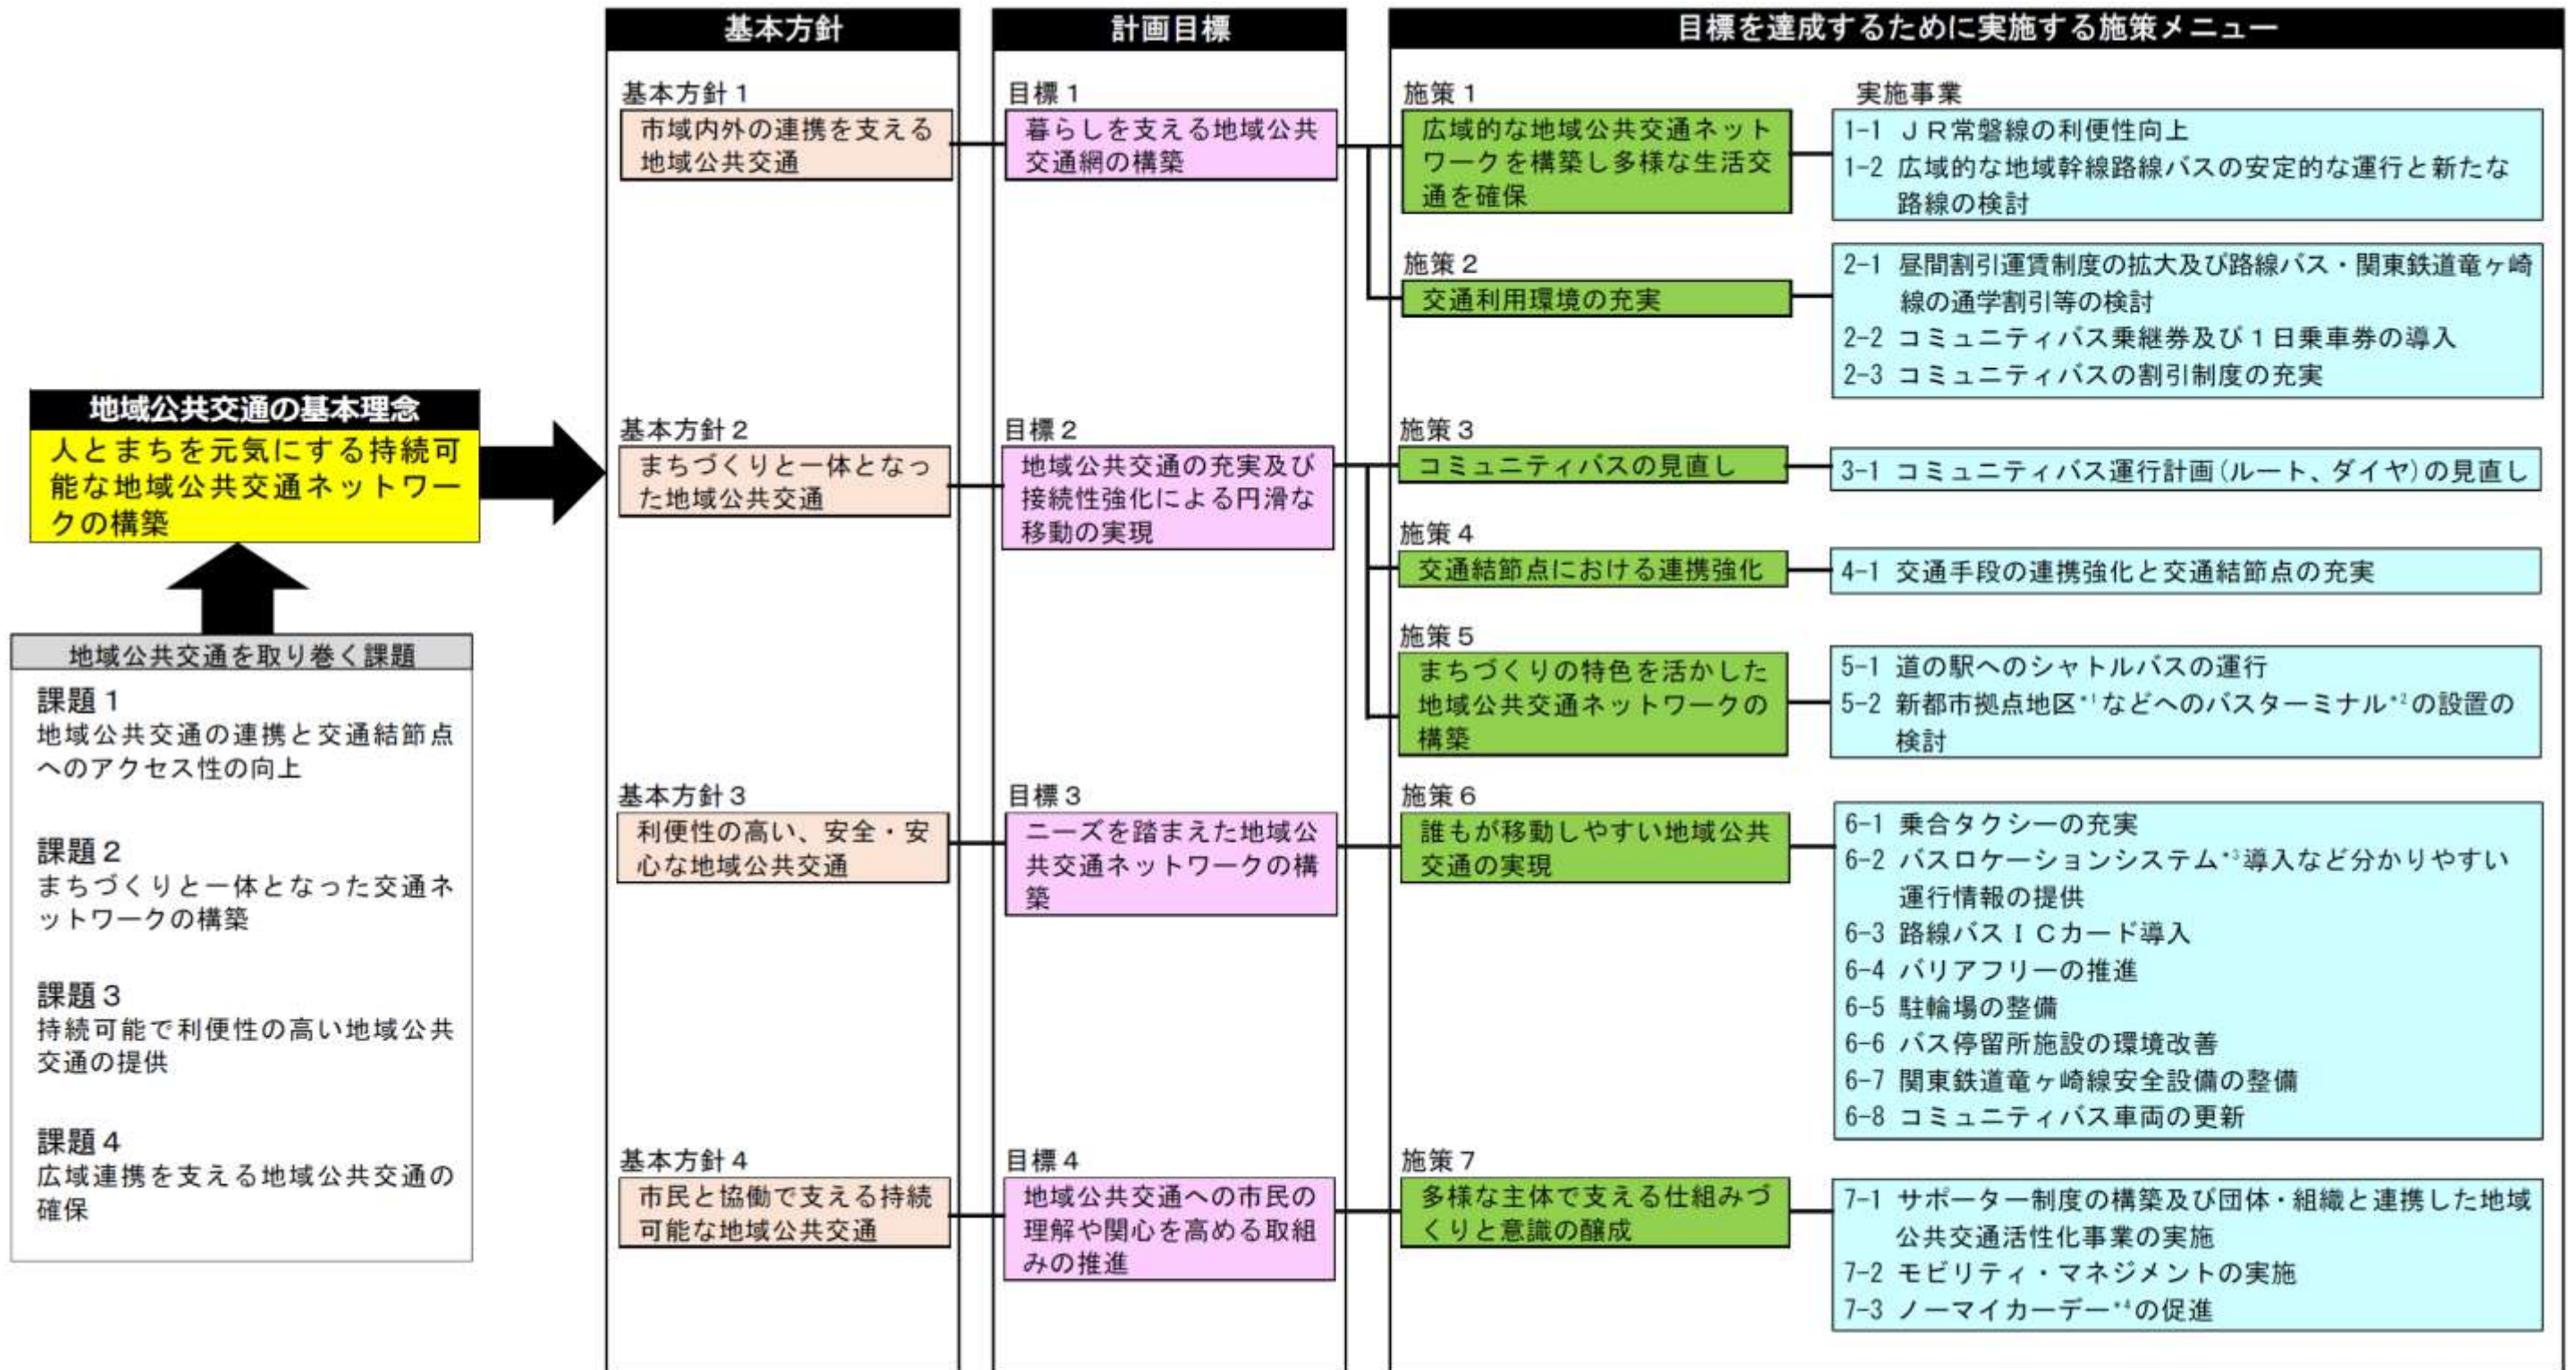 地域公共交通の基本理念
人とまちを元気にする持続可
能な地域公共交通ネットワー
クの構築
地域公共交通を取り巻く課題
課題１
地域公共交通の連携と交通結節点
へのアクセス性の向上
課題２
まちづくりと一体となった交通ネ
ットワークの構築
課題３
持続可能で利便性の高い地域公共
交通の提供
課題４
広域連携を支える地域公共交通の
確保
基本方針
基本方針１
市域内外の連携を支える
地域公共交通
基本方針２
まちづくりと一体となっ
た地域公共交通
基本方針３
利便性の高い、安全・安
心な地域公共交通
基本方針４
市民と協働で支える持続
可能な地域公共交通
計画目標
目標１
暮らしを支える地域公共
交通網の構築
目標２
地域公共交通の充実及び
接続性強化による円滑な
移動の実現
目標３
ニーズを踏まえた地域公
共交通ネットワークの構
築
目標４
地域公共交通への市民の
理解や関心を高める取組
みの推進
目標を達成するために実施する施策メニュー
施策１
広域的な地域公共交通ネット
ワークを構築し多様な生活交
通を確保
実施事業
1-1 ＪＲ常磐線の利便性向上
1-2 広域的な地域幹線路線バスの安定的な運行と新たな
路線の検討
施策２
交通利用環境の充実
2-1 昼間割引運賃制度の拡大及び路線バス・関東鉄道竜ヶ崎
線の通学割引等の検討
2-2 コミュニティバス乗継券及び１日乗車券の導入
2-3 コミュニティバスの割引制度の充実
施策３
コミュニティバスの見直し
3-1 コミュニティバス運行計画(ルート、ダイヤ)の見直し
施策４
交通結節点における連携強化
4-1 交通手段の連携強化と交通結節点の充実
施策５
まちづくりの特色を活かした
地域公共交通ネットワークの
構築
5-1 道の駅へのシャトルバスの運行
5-2 新都市拠点地区*1などへのバスターミナル*2の設置の
検討
施策６
誰もが移動しやすい地域公共
交通の実現
6-1 乗合タクシーの充実
6-2 バスロケーションシステム*3導入など分かりやすい
運行情報の提供
6-3 路線バスＩＣカード導入
6-4 バリアフリーの推進
6-5 駐輪場の整備
6-6 バス停留所施設の環境改善
6-7 関東鉄道竜ヶ崎線安全設備の整備
6-8 コミュニティバス車両の更新
施策７
多様な主体で支える仕組みづ
くりと意識の醸成
7-1 サポーター制度の構築及び団体・組織と連携した地域
公共交通活性化事業の実施
7-2 モビリティ・マネジメントの実施
7-3 ノーマイカーデー*4の促進